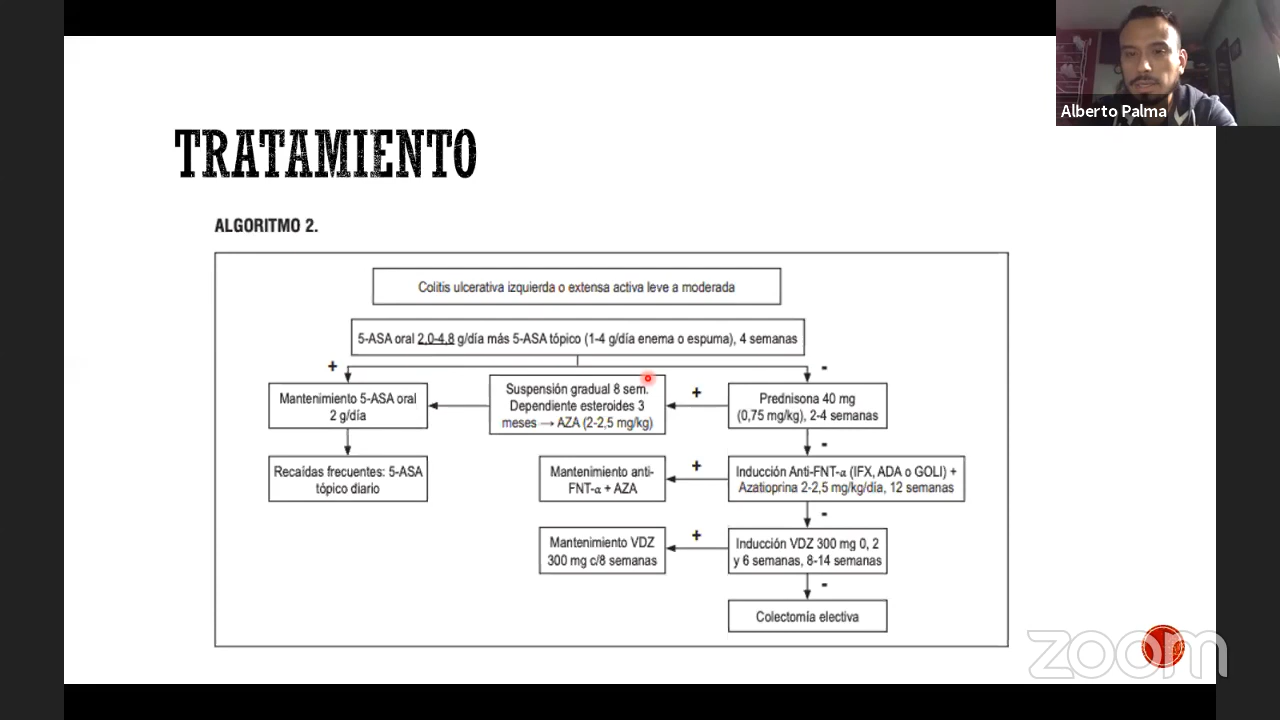 Alberto Palma
TRATAMIENTO
ALGORITMO 2.
Colitis ulcerativa izquierda o extensa activa leve a moderada
5-ASA oral 2,0-4,8 g/día más 5-ASA tópico (1-4 g/día enema o espuma), 4 semanas
+
-
Mantenimiento 5-ASA oral
2 g/día
Suspensión gradual 8 sem.
Dependiente esteroides 3
meses → AZA (2-2,5 mg/kg)
+
Prednisona 40 mg
(0,75 mg/kg), 2-4 semanas
-
Recaídas frecuentes: 5-ASA
tópico diario
Mantenimiento anti-
FNT-α + AZA
+
Inducción Anti-FNT-α (IFX, ADA o GOLI) +
Azatioprina 2-2,5 mg/kg/día, 12 semanas
-
Mantenimiento VDZ
300 mg c/8 semanas
+
Inducción VDZ 300 mg 0, 2
y 6 semanas, 8-14 semanas
-
Colectomía electiva
zoom